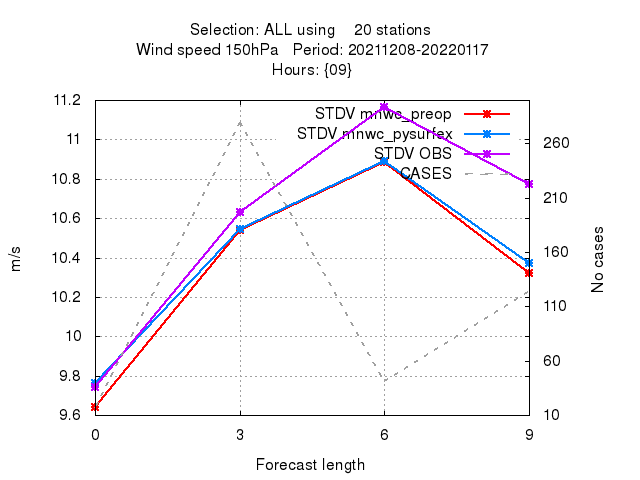 Selection: ALL using 20 stations
Wind speed 150hPa Period: 20211208-20220117
Hours: {09}
11.2
11
10.8
10.6
10.4
10.2
10
9.8
9.6
m/s
STDV mnwc_preop
STDV mnwc_pysurfex
STDV OBS
CASES
260
210
160
110
60
10
No cases
0 3 6 9
Forecast length